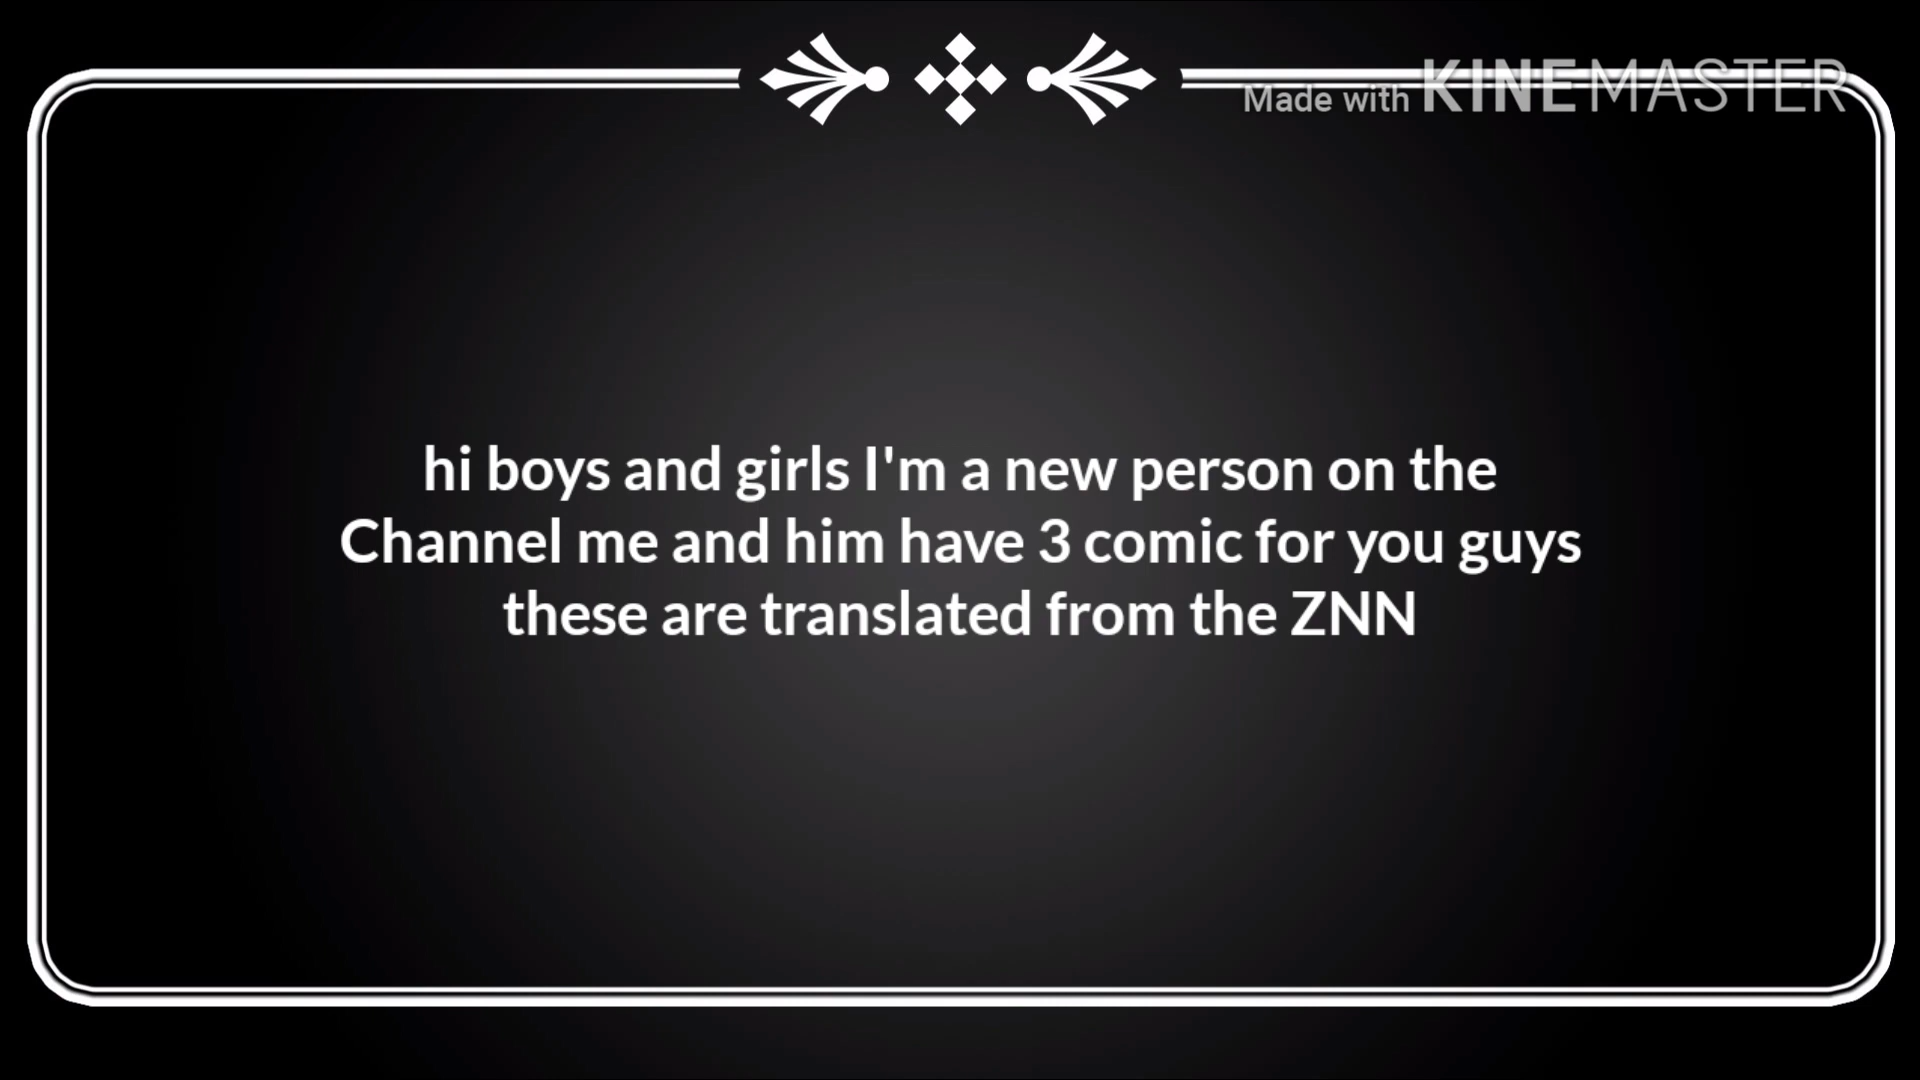 Made with KINEMASTER
hi boys and girls I'm a new person on the
Channel me and him have 3 comic for you guys
these are translated from the ZNN